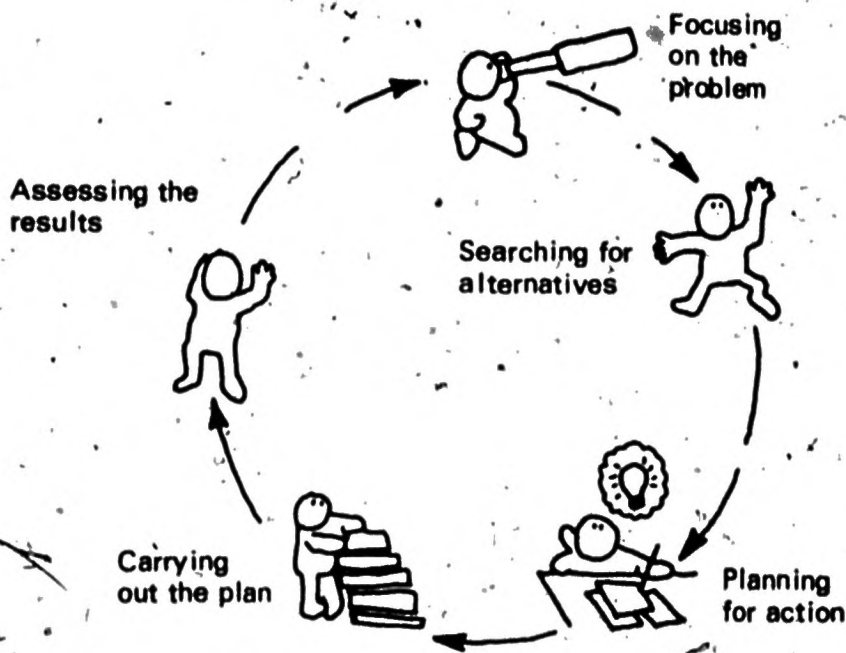 Focusing
on the
problem
Searching for
alternatives
Planning
for action
Carrying
out the plan
Assessing the
results